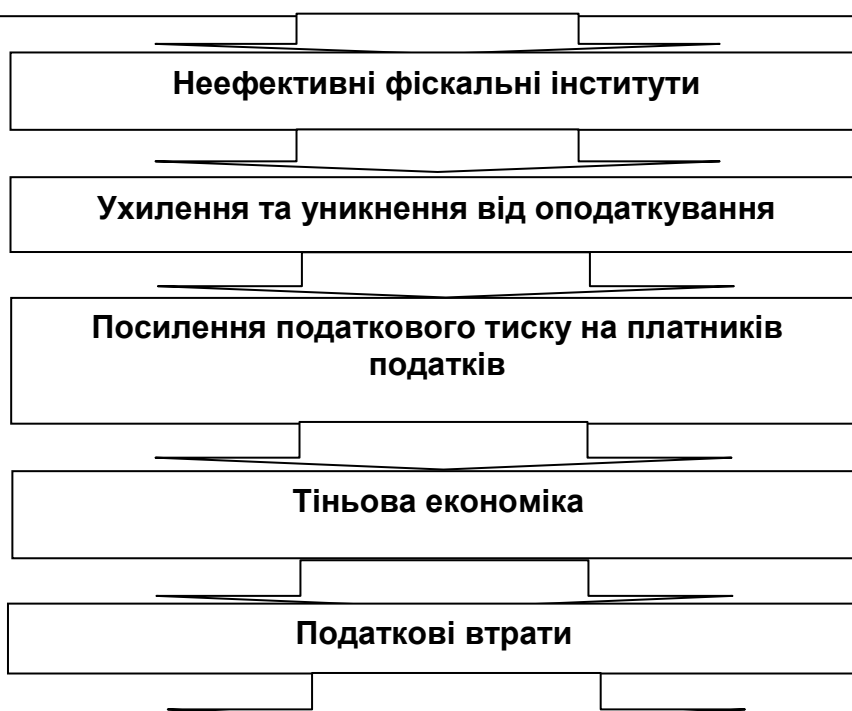 Неефективні фіскальні інститути
Ухилення та уникнення від оподаткування
Посилення податкового тиску на платників
податків
Тіньова економіка
Податкові втрати